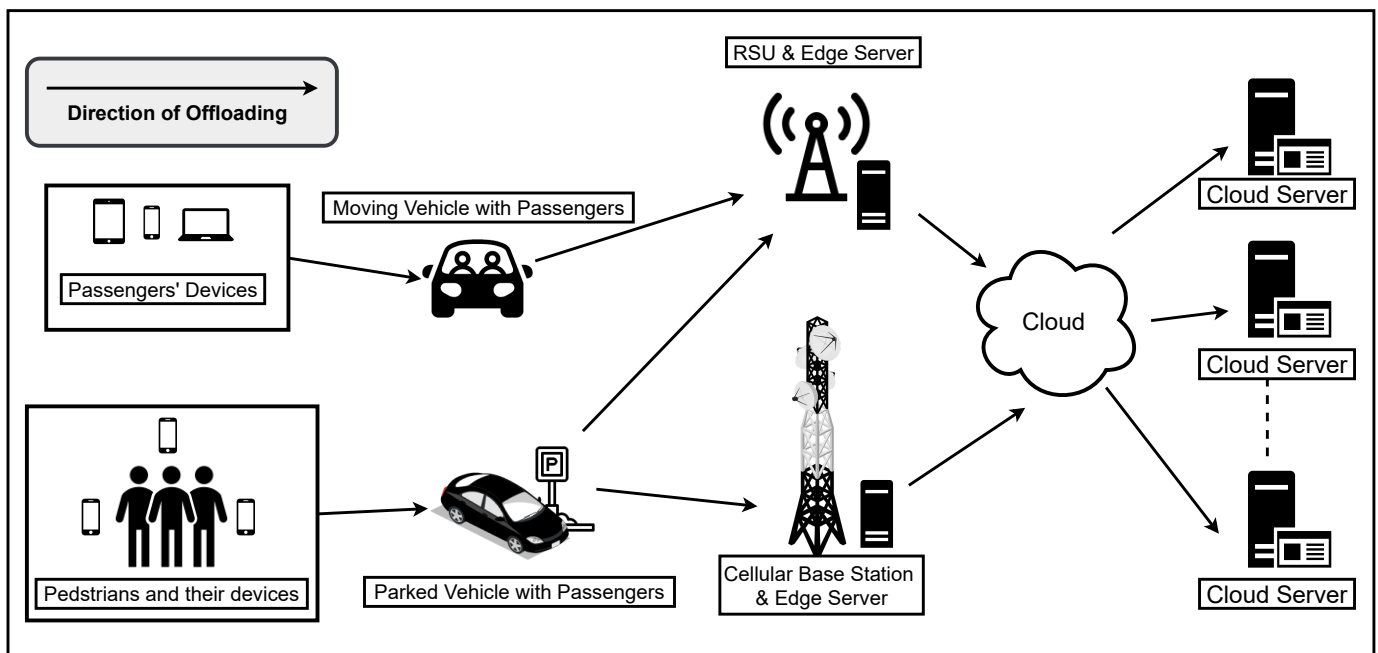 RSU & Edge Server
Direction of Offloading
Moving Vehicle with Passengers
Passengers' Devices
Cloud Server
Cloud
Cloud Server
P
Pedstrians and their devices
Parked Vehicle with Passengers
Cellular Base Station
& Edge Server
Cloud Server